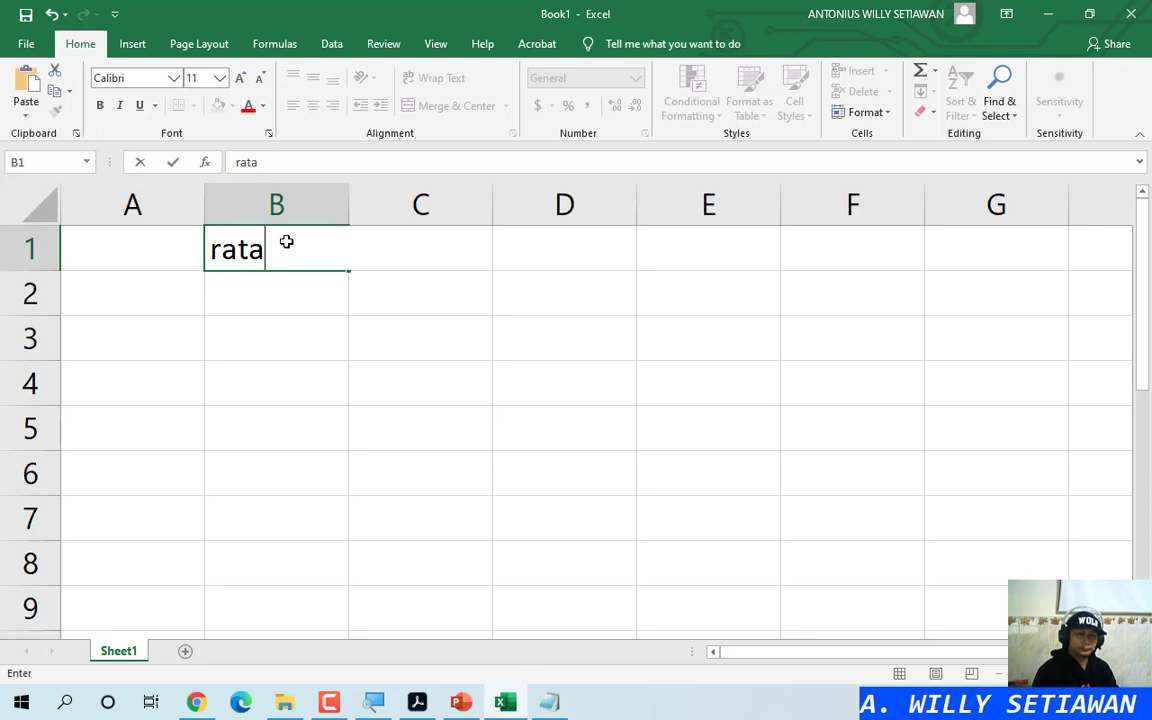 Book1 - Excel
ANTONIUS WILLY SETIAWAN
File Home Insert Page Layout Formulas Data Review View Help Acrobat Tell me what you want to do Share
Calibri 11 Wrap Text General Insert
Paste B I U A Merge & Center $ % Conditional Formatting Format as Table Cell Styles Delete Format Sort & Filter Find & Select Sensitivity
Clipboard Font Alignment Number Styles Cells Editing Sensitivity
B1 fx rata
A B C D E F G
1 rata
2
3
4
5
6
7
8
9
WOLK
Sheet1
Enter
A. WILLY SETIAWAN